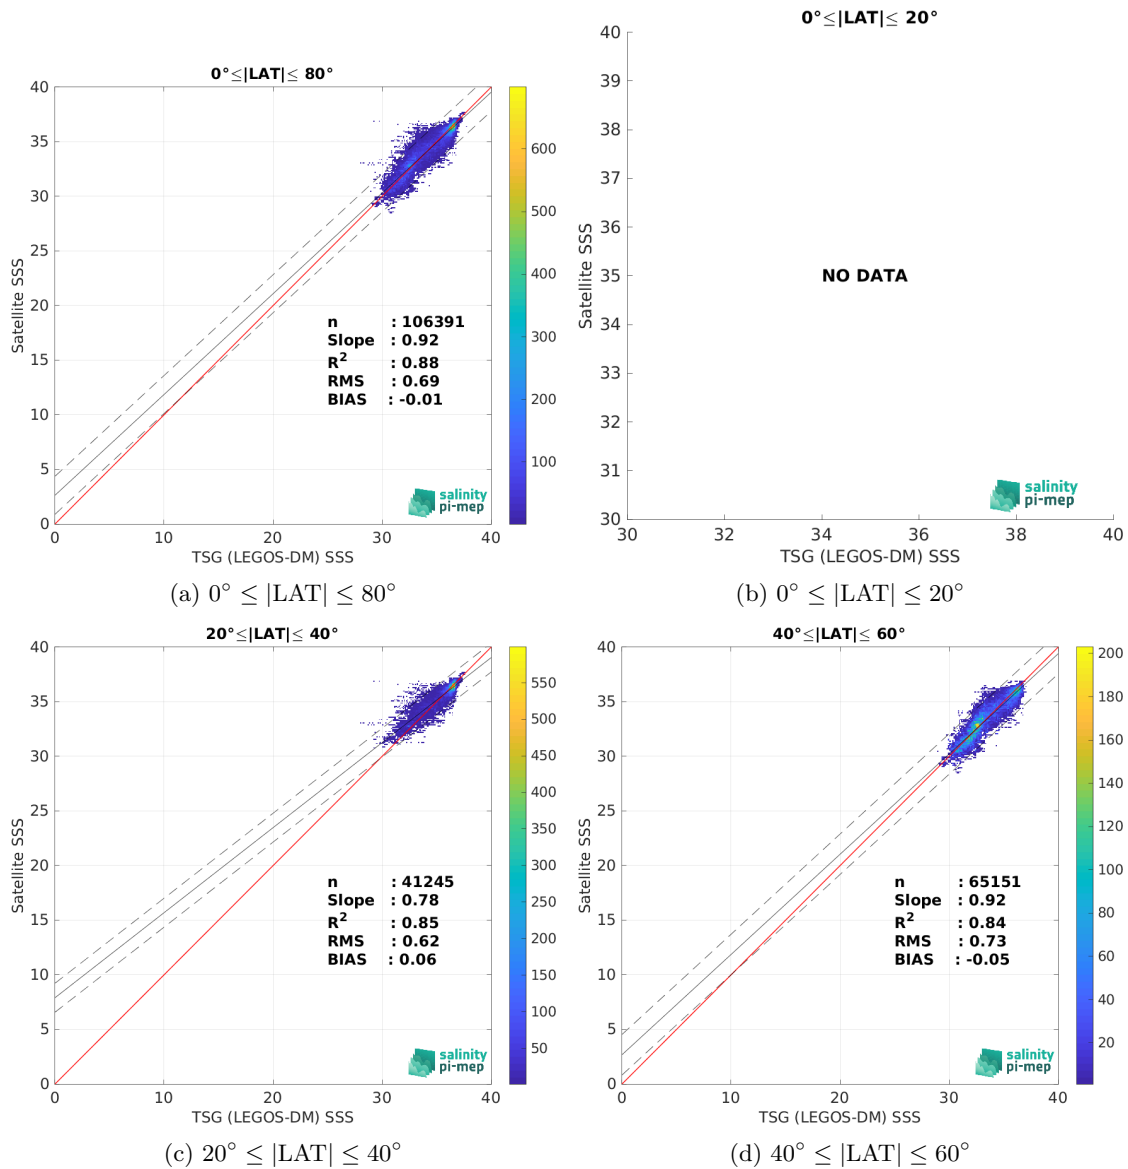 0°≤|LAT|≤ 80°
40
35
30
25
20
15
10
5
0
0
10
20
30
40
Satellite SSS
TSG (LEGOS-DM) SSS
n : 106391
Slope : 0.92
R2 : 0.88
RMS : 0.69
BIAS : -0.01
salinity
pi-mep
600
500
400
300
200
100
(a) 0° ≤ |LAT| ≤ 80°
0°≤|LAT|≤ 20°
40
39
38
37
36
35
34
33
32
31
30
30
32
34
36
38
40
Satellite SSS
TSG (LEGOS-DM) SSS
NO DATA
salinity
pi-mep
(b) 0° ≤ |LAT| ≤ 20°
20°≤|LAT|≤ 40°
40
35
30
25
20
15
10
5
0
0
10
20
30
40
Satellite SSS
TSG (LEGOS-DM) SSS
n : 41245
Slope : 0.78
R2 : 0.85
RMS : 0.62
BIAS : 0.06
salinity
pi-mep
550
500
450
400
350
300
250
200
150
100
50
(c) 20° ≤ |LAT| ≤ 40°
40°≤|LAT|≤ 60°
40
35
30
25
20
15
10
5
0
0
10
20
30
40
Satellite SSS
TSG (LEGOS-DM) SSS
n : 65151
Slope : 0.92
R2 : 0.84
RMS : 0.73
BIAS : -0.05
salinity
pi-mep
200
180
160
140
120
100
80
60
40
20
(d) 40° ≤ |LAT| ≤ 60°